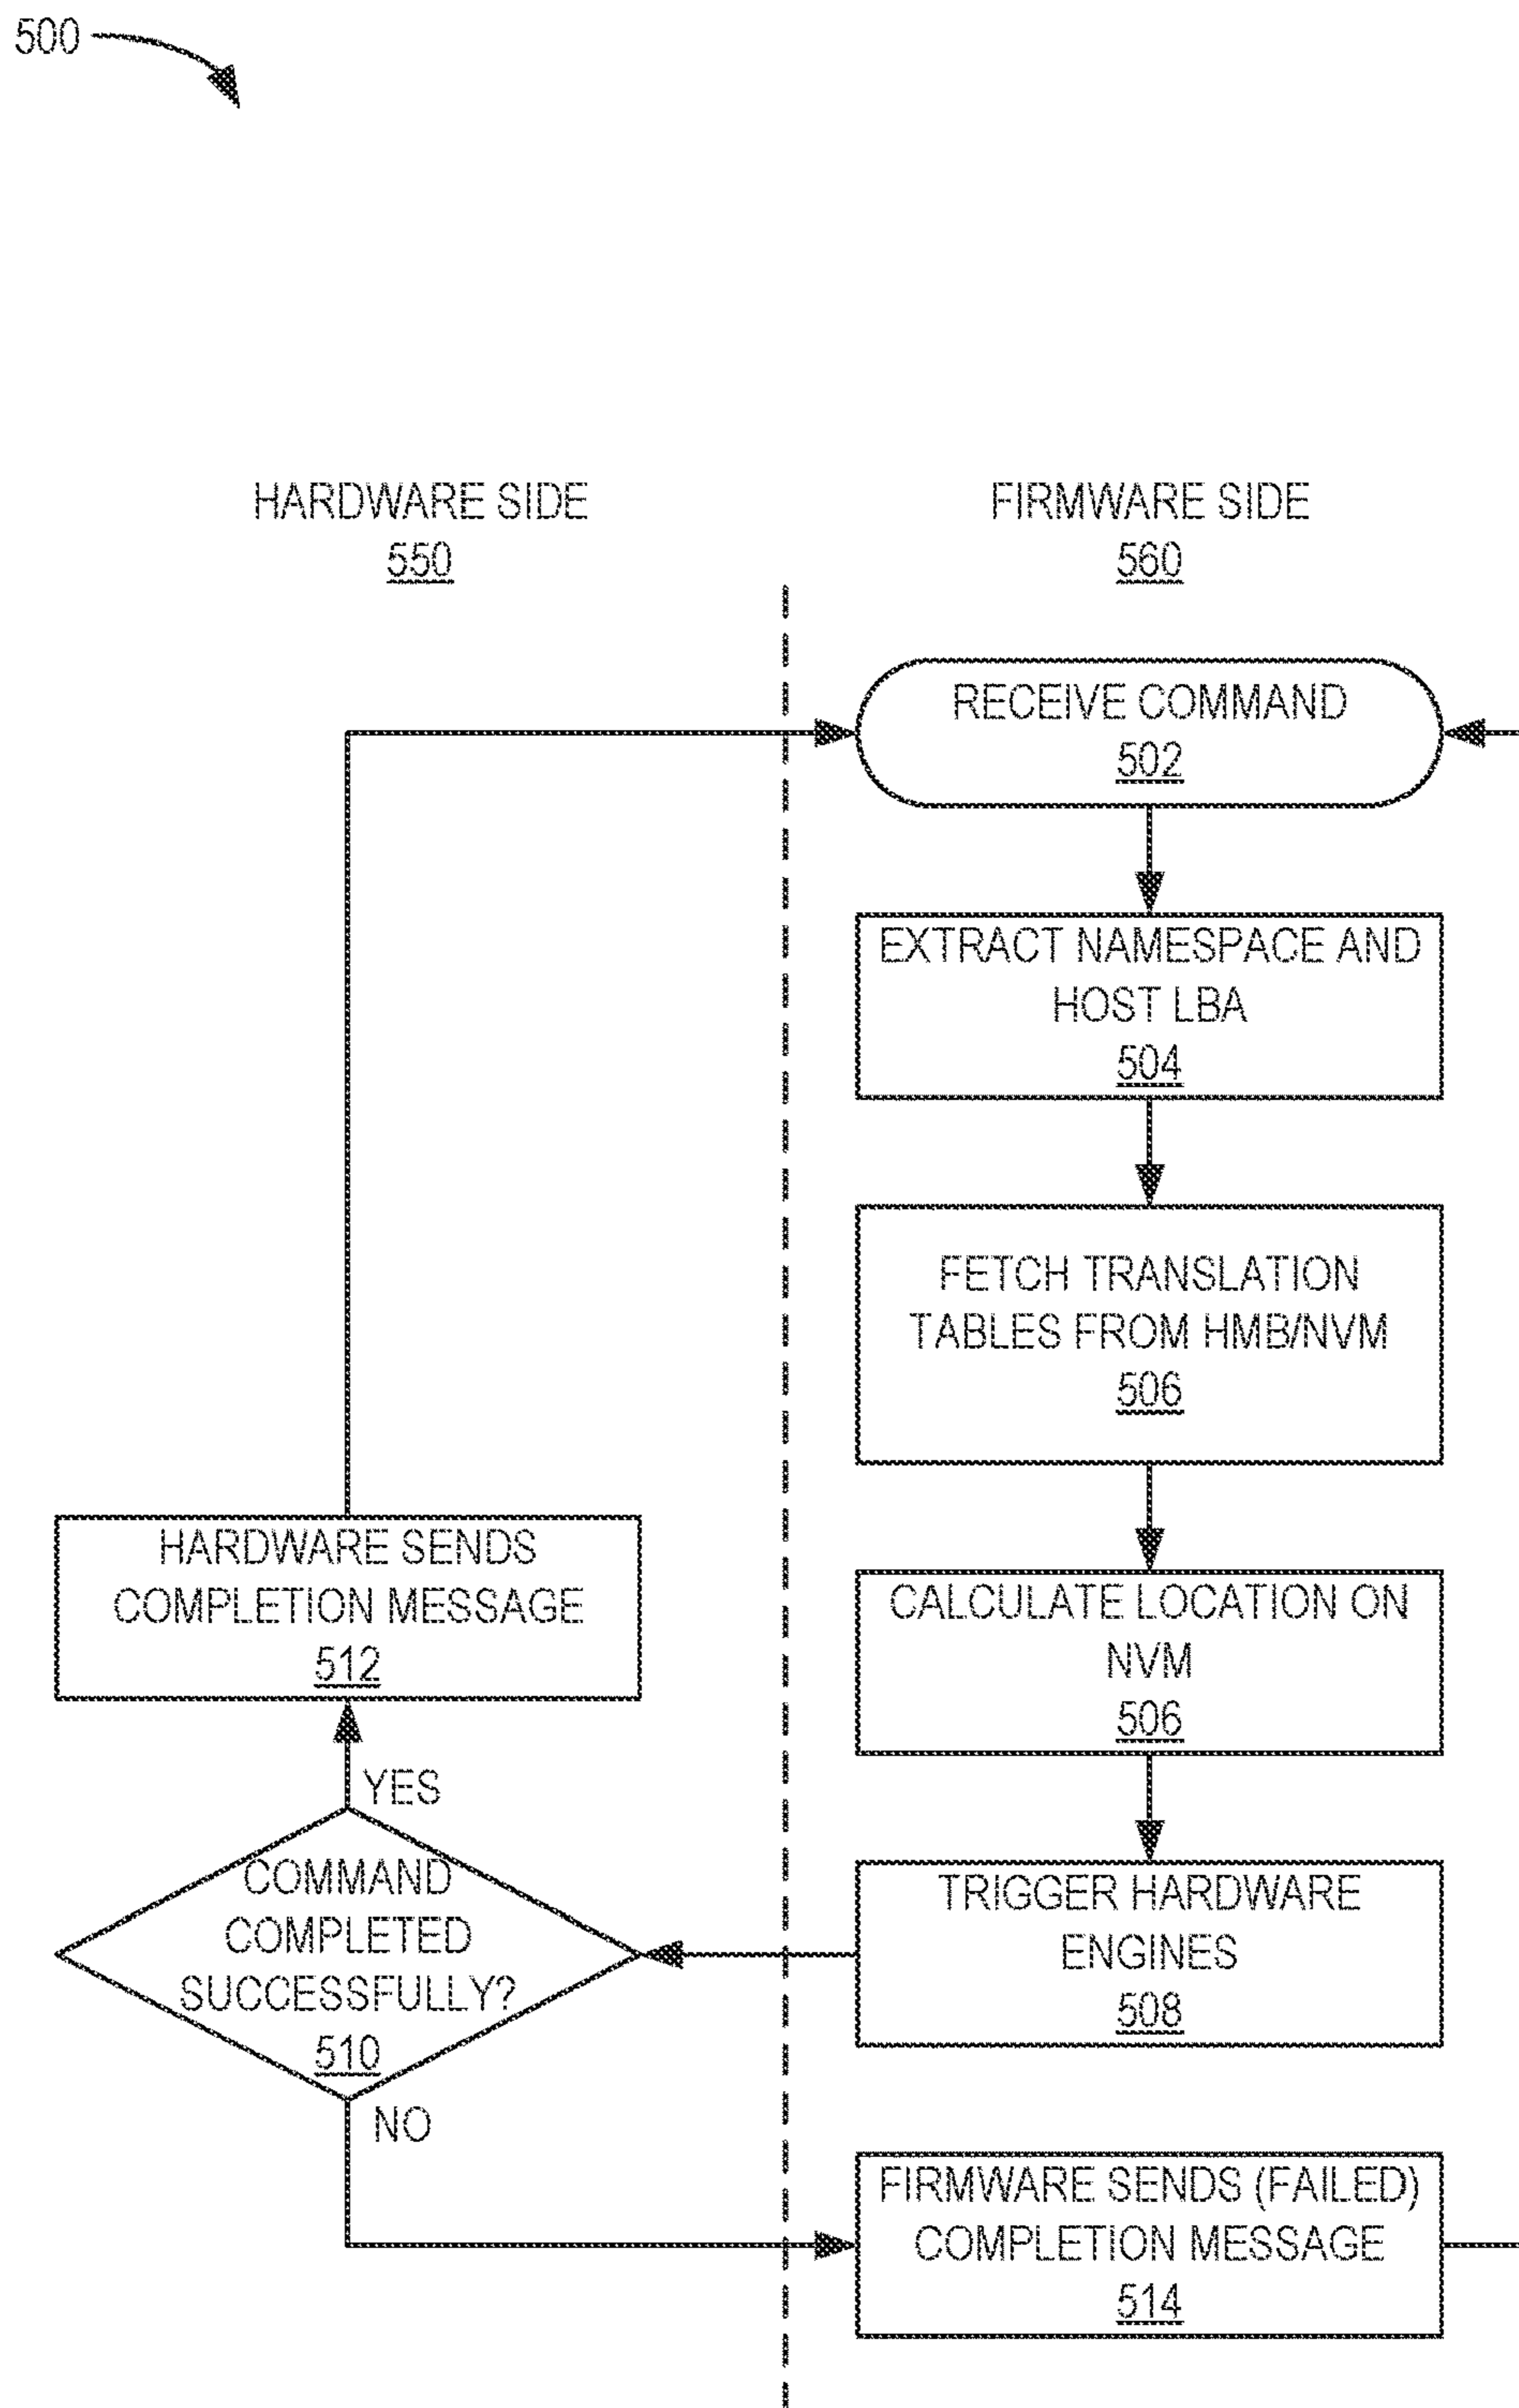 500
HARDWARE SIDE
550
FIRMWARE SIDE
560
RECEIVE COMMAND
502
EXTRACT NAMESPACE AND
HOST LBA
504
FETCH TRANSLATION
TABLES FROM HMB/NVM
506
CALCULATE LOCATION ON
NVM
506
TRIGGER HARDWARE
ENGINES
508
HARDWARE SENDS
COMPLETION MESSAGE
512
YES
COMMAND
COMPLETED
SUCCESSFULLY?
510
NO
FIRMWARE SENDS (FAILED)
COMPLETION MESSAGE
514